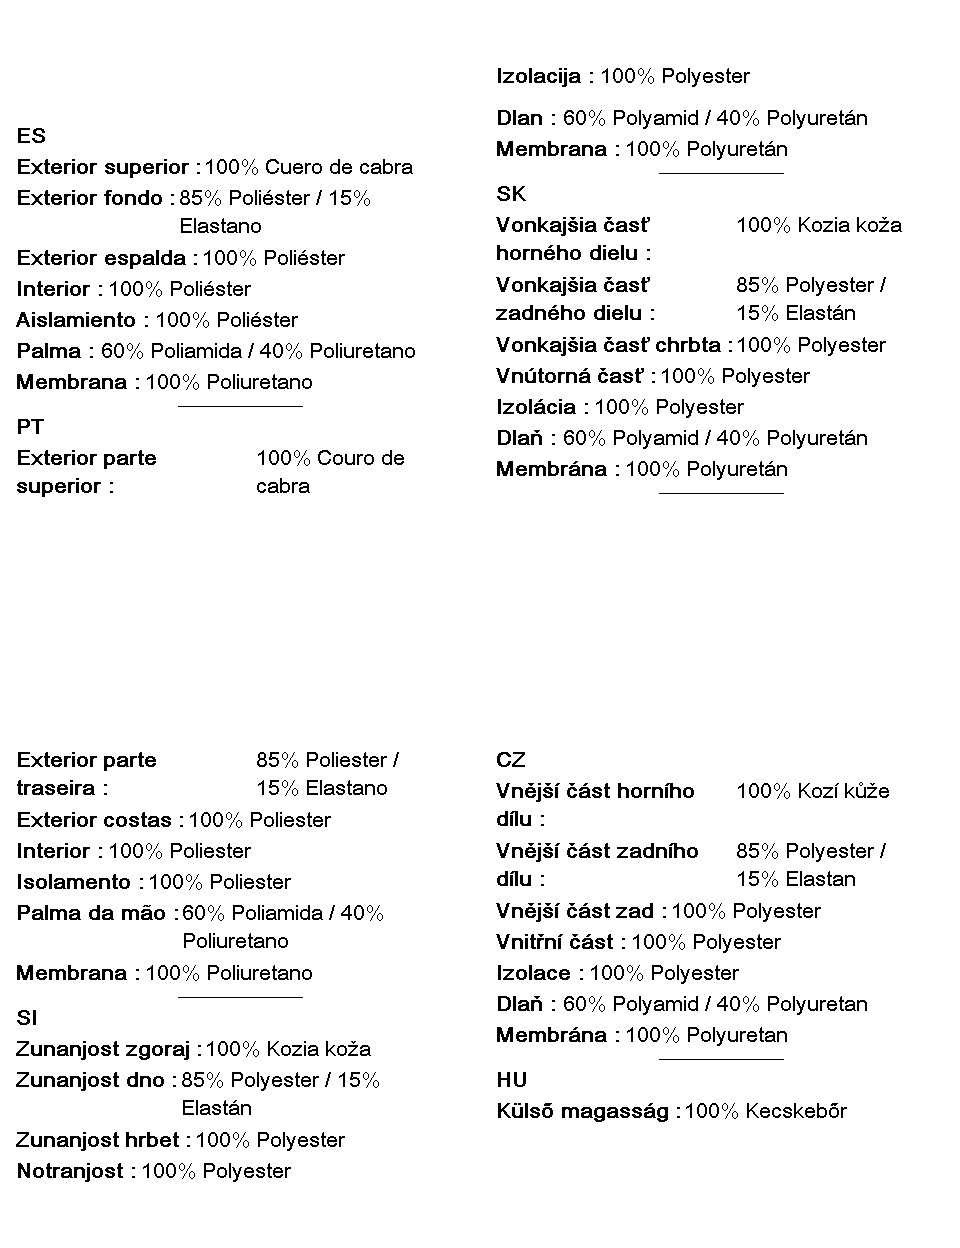 ES
Exterior superior : 100% Cuero de cabra
Exterior fondo : 85% Poliéster / 15%
Elastano
Exterior espalda : 100% Poliéster
Interior : 100% Poliéster
Aislamiento : 100% Poliéster
Palma : 60% Poliamida / 40% Poliuretano
Membrana : 100% Poliuretano
PT
Exterior parte 100% Couro de
superior : cabra
Exterior parte 85% Poliester /
traseira : 15% Elastano
Exterior costas : 100% Poliester
Interior : 100% Poliester
Isolamento : 100% Poliester
Palma da mão : 60% Poliamida / 40%
Poliuretano
Membrana : 100% Poliuretano
SI
Zunanjost zgoraj : 100% Kozia koža
Zunanjost dno : 85% Polyester / 15%
Elastán
Zunanjost hrbet : 100% Polyester
Notranjost : 100% Polyester
Izolacija : 100% Polyester
Dlan : 60% Polyamid / 40% Polyuretán
Membrana : 100% Polyuretán
SK
Vonkajšia časť 100% Kozia koža
horného dielu :
Vonkajšia časť 85% Polyester /
zadného dielu : 15% Elastán
Vonkajšia časť chrbta : 100% Polyester
Vnútorná časť : 100% Polyester
Izolácia : 100% Polyester
Dlaň : 60% Polyamid / 40% Polyuretán
Membrána : 100% Polyuretán
CZ
Vnější část horního 100% Kozí kůže
dílu :
Vnější část zadního 85% Polyester /
dílu : 15% Elastan
Vnější část zad : 100% Polyester
Vnitřní část : 100% Polyester
Izolace : 100% Polyester
Dlaň : 60% Polyamid / 40% Polyuretan
Membrána : 100% Polyuretan
HU
Külső magasság : 100% Kecskebőr